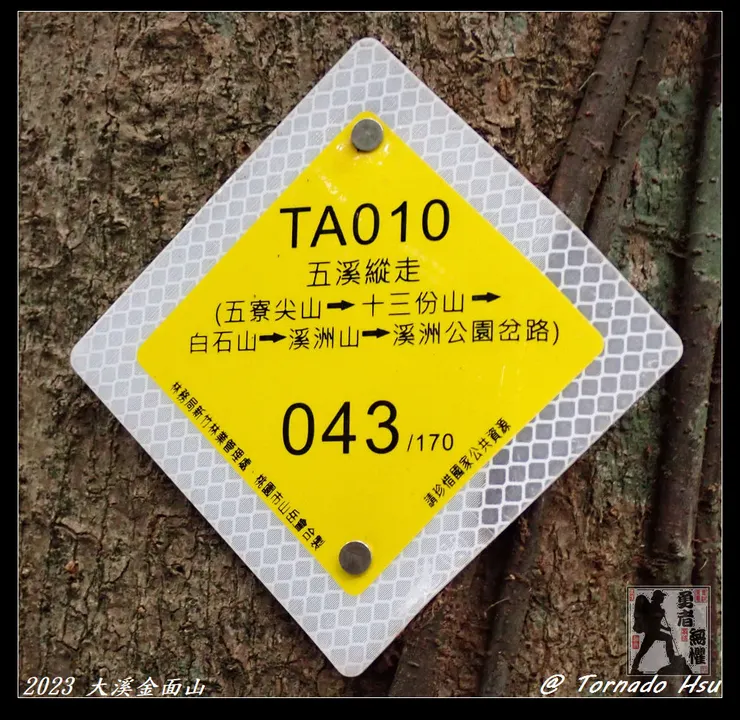 TA010
五溪縱走
(五寮尖山➡十三份山➡
白石山➡溪洲山➡溪洲公園岔路)
043/170
林務局新竹林業管理處．桃園市山岳會合製
請珍惜國家公共資源
勇者無懼
2023 大溪金面山
@ Tornado Hsu